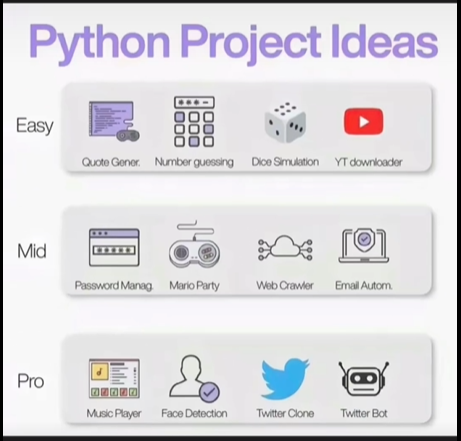 Python Project Ideas
Easy
Quote Gener. Number guessing Dice Simulation YT downloader
Mid
Password Manag. Mario Party Web Crawler Email Autom.
Pro
Music Player Face Detection Twitter Clone Twitter Bot